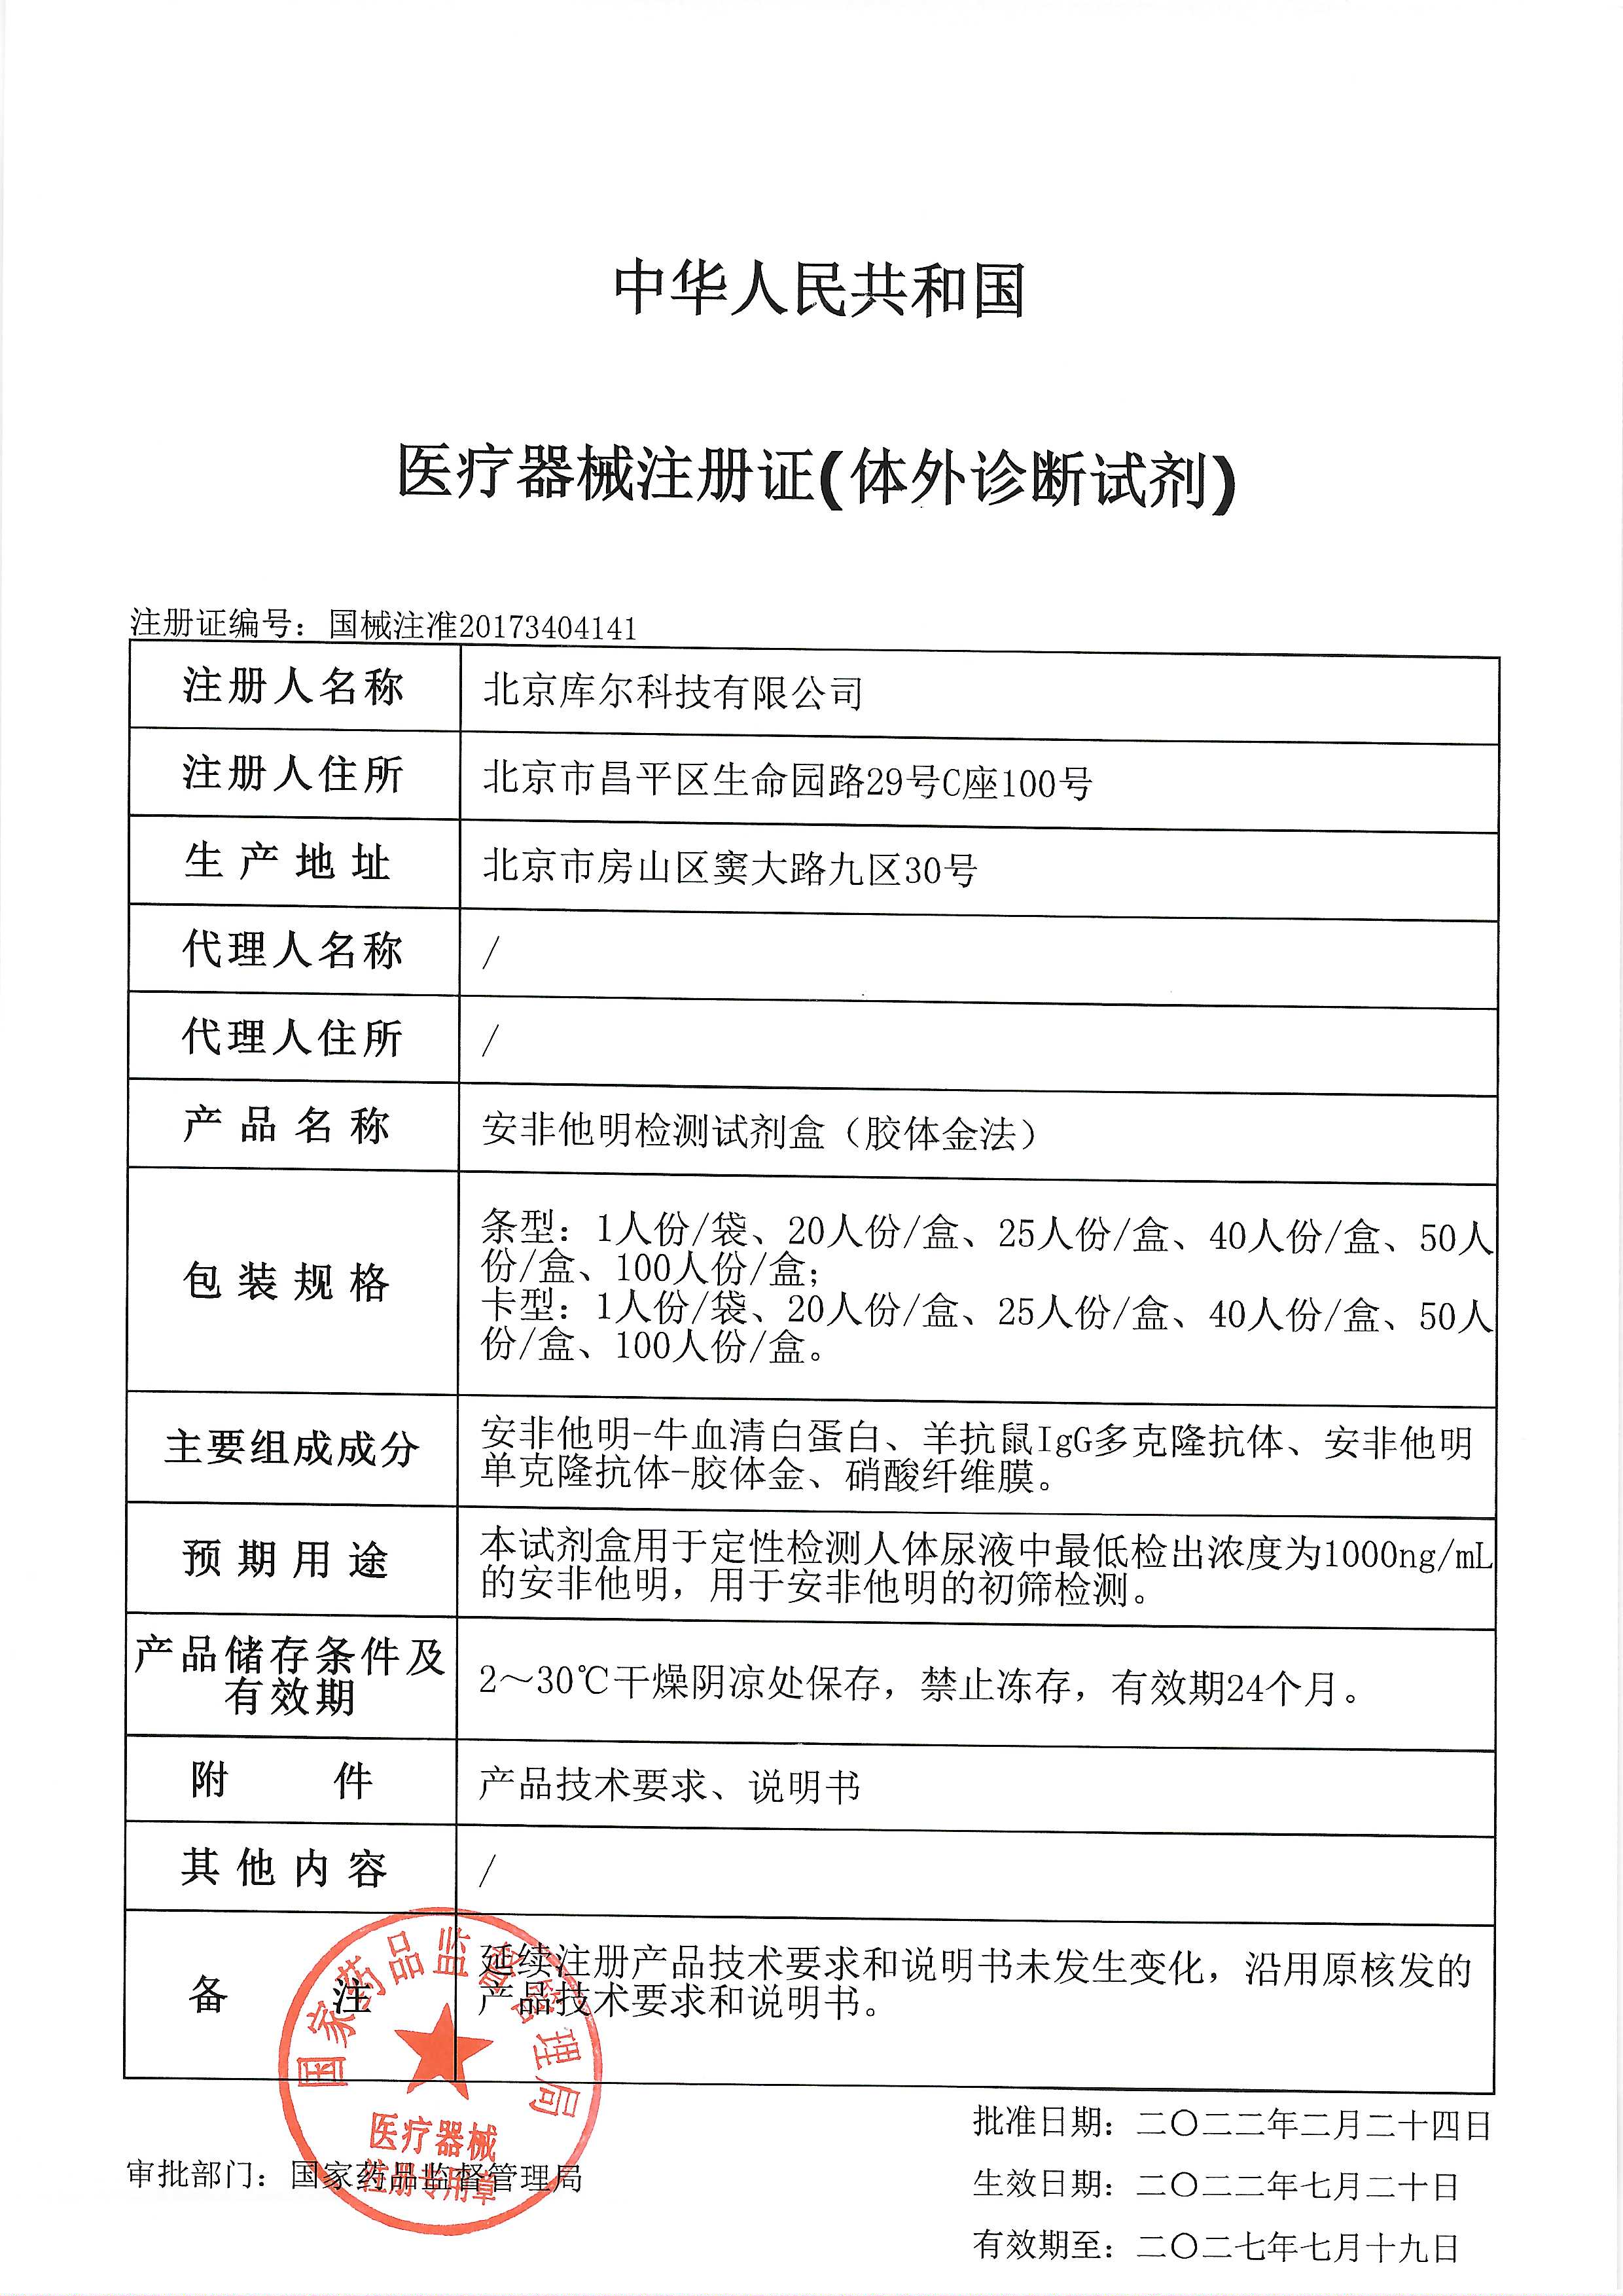 中华人民共和国
医疗器械注册证(体外诊断试剂)
注册证编号：国械注准20173404141
注册人名称 北京库尔科技有限公司
注册人住所 北京市昌平区生命园路29号C座100号
生产地址 北京市房山区窦大路九区30号
代理人名称 /
代理人住所 /
产品名称 安非他明检测试剂盒（胶体金法）
包装规格
条型：1人份/袋、20人份/盒、25人份/盒、40人份/盒、50人
份/盒、100人份/盒；
卡型：1人份/袋、20人份/盒、25人份/盒、40人份/盒、50人
份/盒、100人份/盒。
主要组成成分
安非他明-牛血清白蛋白、羊抗鼠IgG多克隆抗体、安非他明
单克隆抗体-胶体金、硝酸纤维膜。
预期用途
本试剂盒用于定性检测人体尿液中最低检出浓度为1000ng/mL
的安非他明，用于安非他明的初筛检测。
产品储存条件及
有效期
2～30℃干燥阴凉处保存，禁止冻存，有效期24个月。
附件 产品技术要求、说明书
其他内容 /
备注
延续注册产品技术要求和说明书未发生变化，沿用原核发的
产品技术要求和说明书。
国家药品监督管理局
医疗器械
注册专用章
审批部门：国家药品监督管理局
批准日期：二〇二二年二月二十四日
生效日期：二〇二二年七月二十日
有效期至：二〇二七年七月十九日